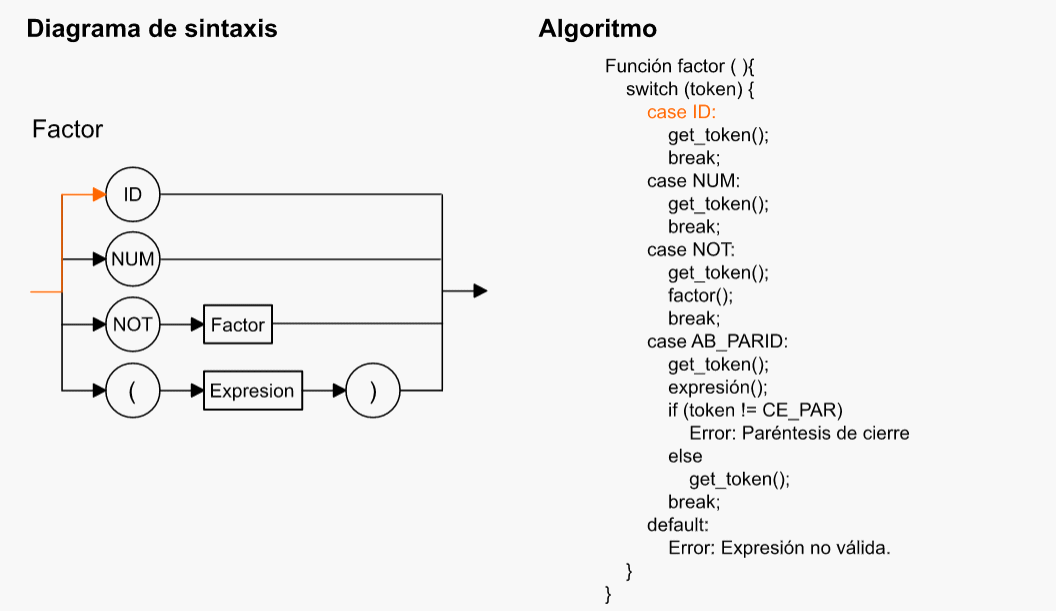 Diagrama de sintaxis
Factor
ID
NUM
NOT
Factor
(
Expresion
)
Algoritmo
Función factor ( ){
switch (token) {
case ID:
get_token();
break;
case NUM:
get_token();
break;
case NOT:
get_token();
factor();
break;
case AB_PARID:
get_token();
expresión();
if (token != CE_PAR)
Error: Paréntesis de cierre
else
get_token();
break;
default:
Error: Expresión no válida.
}
}